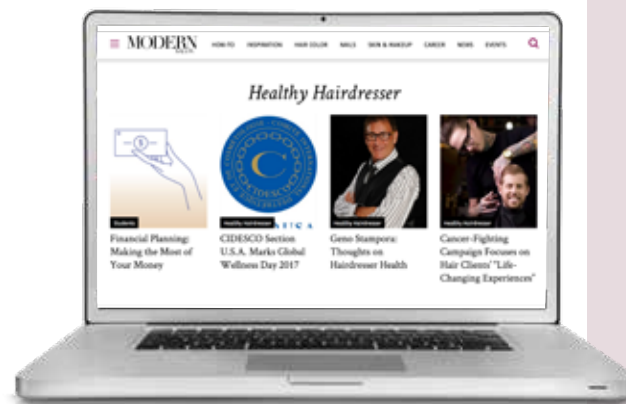 MODERN
SALON
HOW-TO
INSPIRATION
HAIR COLOR
NAILS
SKIN & MAKEUP
CAREER
NEWS
EVENTS
Healthy Hairdresser
Students
Financial Planning:
Making the Most of
Your Money
C
CIDESCO
Healthy Hairdresser
CIDESCO Section
U.S.A. Marks Global
Wellness Day 2017
Healthy Hairdresser
Geno Stampora:
Thoughts on
Hairdresser Health
Healthy Hairdresser
Cancer-Fighting
Campaign Focuses on
Hair Clients' "Life-
Changing Experiences"